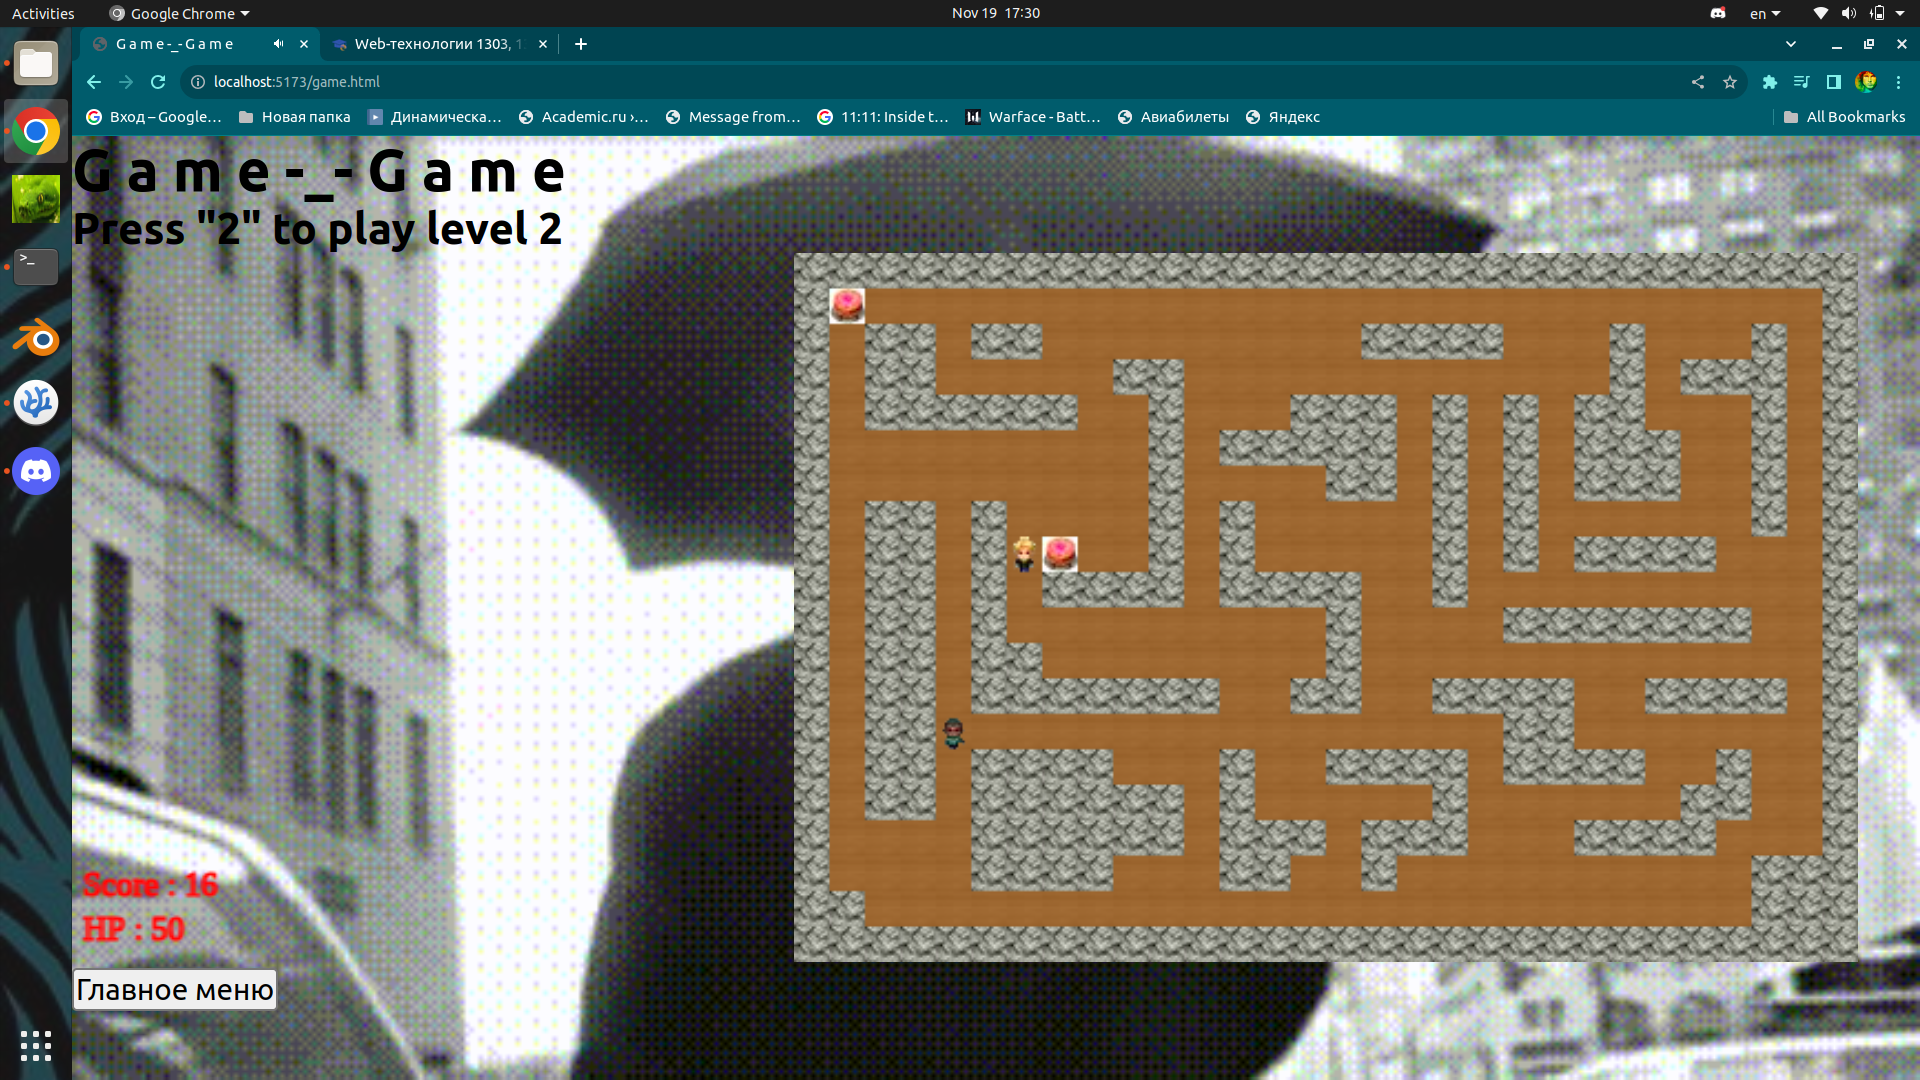 Activities
Google Chrome
Nov 19 17:30
en
G a m e -_- G a m e
Web-технологии 1303, 1
localhost:5173/game.html
Вход – Google…
Новая папка
Динамическа…
Academic.ru ›…
Message from…
11:11: Inside t…
Warface - Batt…
Авиабилеты
Яндекс
All Bookmarks
G a m e -_- G a m e
Press "2" to play level 2
Score : 16
HP : 50
Главное меню